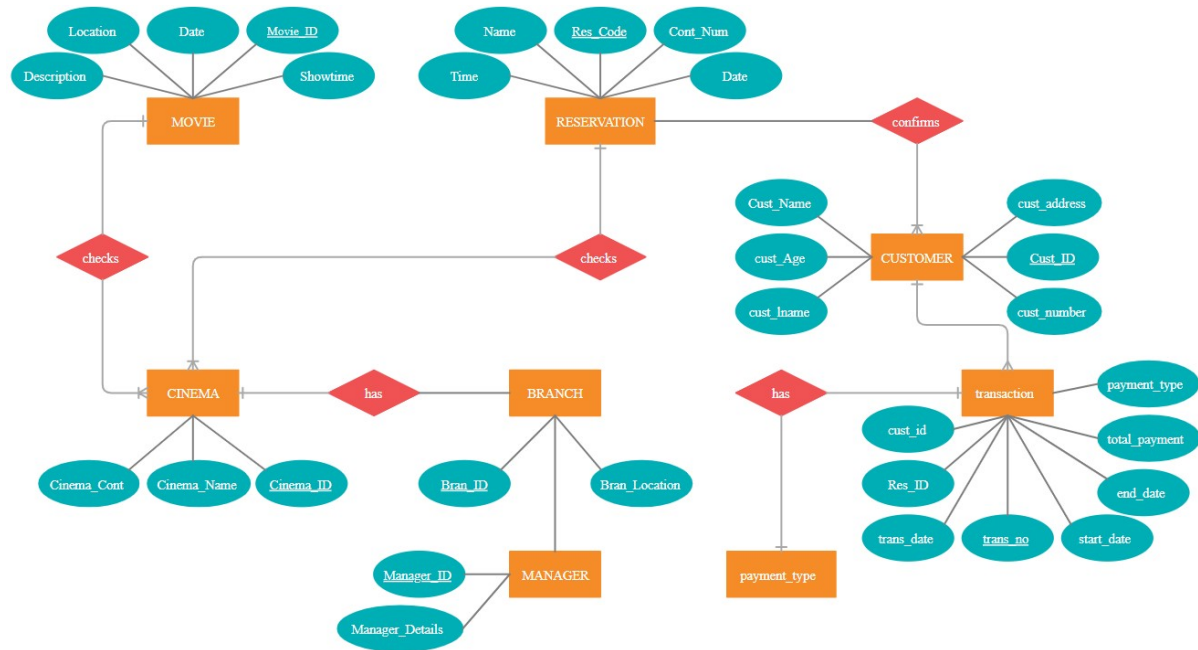 Location
Date
Movie_ID
Description
Showtime
MOVIE
Name
Res_Code
Cont_Num
Time
Date
RESERVATION
confirms
checks
checks
Cust_Name
cust_address
cust_Age
CUSTOMER
Cust_ID
cust_lname
cust_number
CINEMA
has
BRANCH
has
transaction
payment_type
cust_id
total_payment
Cinema_Cont
Cinema_Name
Cinema_ID
Bran_ID
Bran_Location
Res_ID
end_date
trans_date
trans_no
start_date
Manager_ID
MANAGER
payment_type
Manager_Details